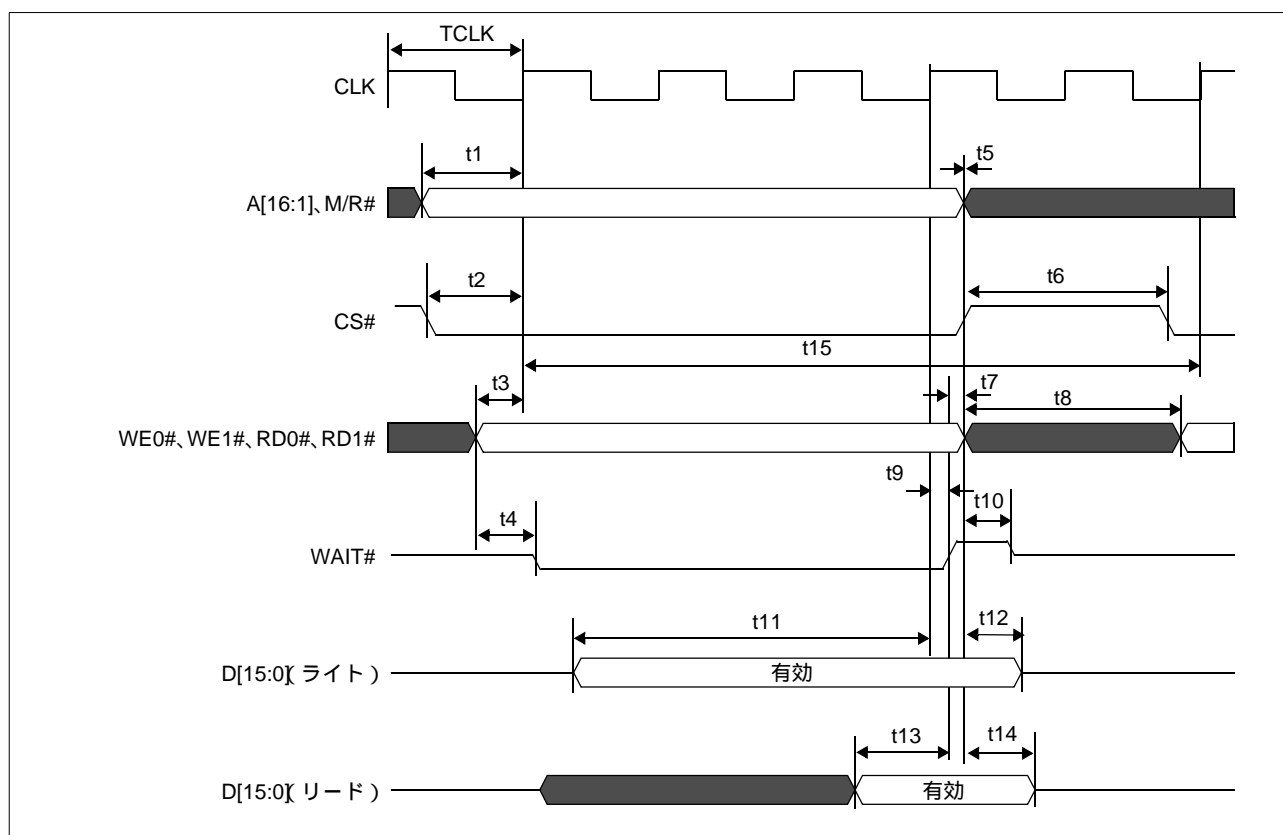 TCLK
CLK
t1
t5
A[16:1]、M/R#
t2
t6
CS#
t15
t3
t7
t8
WE0#、WE1#、RD0#、RD1#
t9
t4
t10
WAIT#
t11
t12
D[15:0](ライト)
有効
t13
t14
D[15:0](リード)
有効